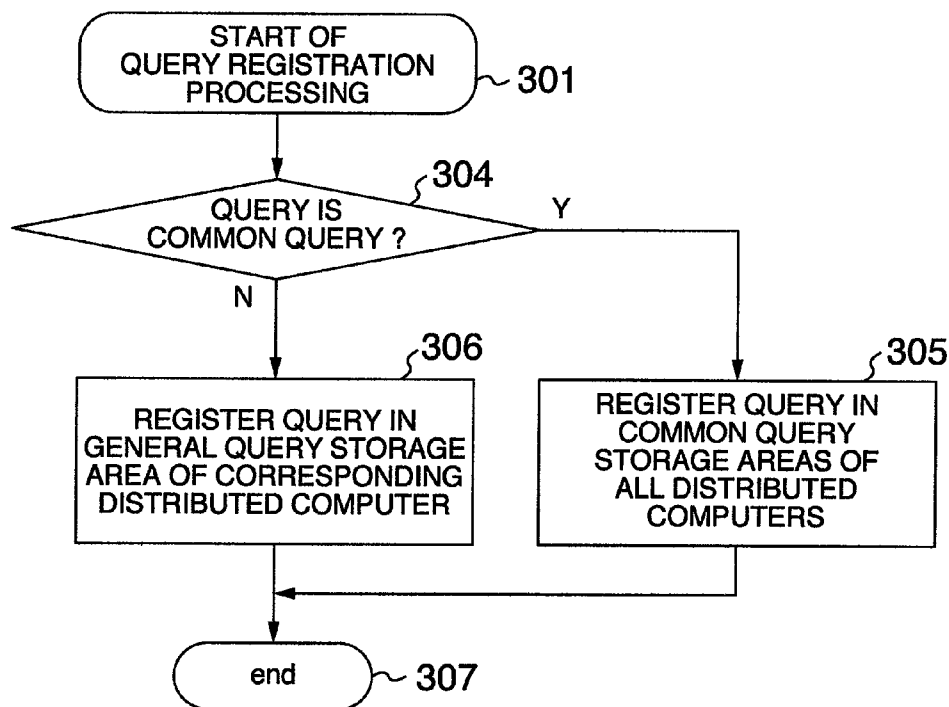 START OF
QUERY REGISTRATION
PROCESSING
301
304
QUERY IS
COMMON QUERY ?
Y
N
306
305
REGISTER QUERY IN
GENERAL QUERY STORAGE
AREA OF CORRESPONDING
DISTRIBUTED COMPUTER
REGISTER QUERY IN
COMMON QUERY
STORAGE AREAS OF
ALL DISTRIBUTED
COMPUTERS
end
307